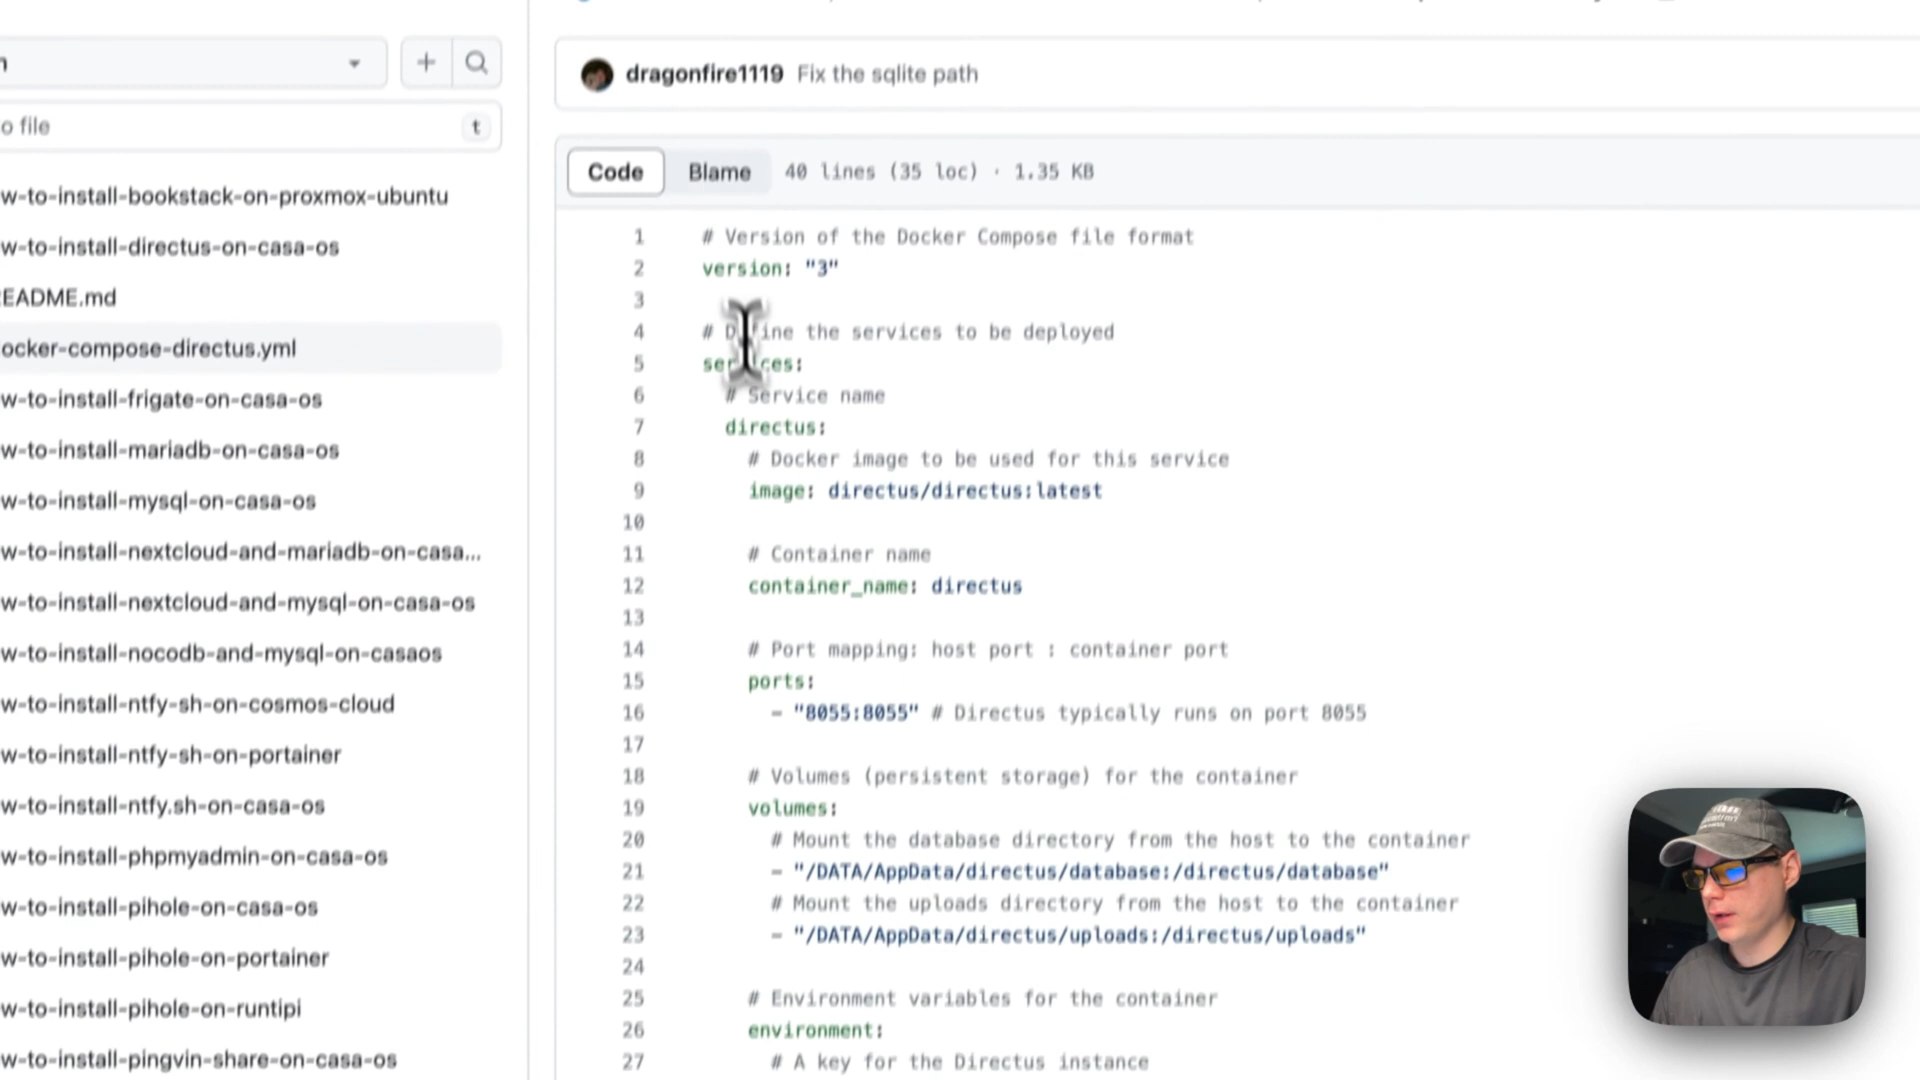 n
o file
t
w-to-install-bookstack-on-proxmox-ubuntu
w-to-install-directus-on-casa-os
EADME.md
ocker-compose-directus.yml
w-to-install-frigate-on-casa-os
w-to-install-mariadb-on-casa-os
w-to-install-mysql-on-casa-os
w-to-install-nextcloud-and-mariadb-on-casa...
w-to-install-nextcloud-and-mysql-on-casa-os
w-to-install-nocodb-and-mysql-on-casaos
w-to-install-ntfy-sh-on-cosmos-cloud
w-to-install-ntfy-sh-on-portainer
w-to-install-ntfy.sh-on-casa-os
w-to-install-phpmyadmin-on-casa-os
w-to-install-pihole-on-casa-os
w-to-install-pihole-on-portainer
w-to-install-pihole-on-runtipi
w-to-install-pingvin-share-on-casa-os
dragonfire1119 Fix the sqlite path
Code Blame 40 lines (35 loc) · 1.35 KB
1 # Version of the Docker Compose file format
2 version: "3"
3
4 # Define the services to be deployed
5 services:
6 # Service name
7 directus:
8 # Docker image to be used for this service
9 image: directus/directus:latest
10
11 # Container name
12 container_name: directus
13
14 # Port mapping: host port : container port
15 ports:
16 - "8055:8055" # Directus typically runs on port 8055
17
18 # Volumes (persistent storage) for the container
19 volumes:
20 # Mount the database directory from the host to the container
21 - "/DATA/AppData/directus/database:/directus/database"
22 # Mount the uploads directory from the host to the container
23 - "/DATA/AppData/directus/uploads:/directus/uploads"
24
25 # Environment variables for the container
26 environment:
27 # A key for the Directus instance